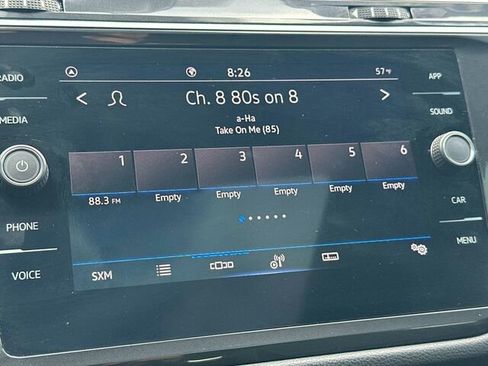 RADIO
MEDIA
PHONE
VOICE
8:26
57°F
Ch. 8 80s on 8
a-Ha
Take On Me (85)
1 2 3 4 5 6
88.3 FM Empty Empty Empty Empty Empty
SXM
APP
SOUND
CAR
MENU